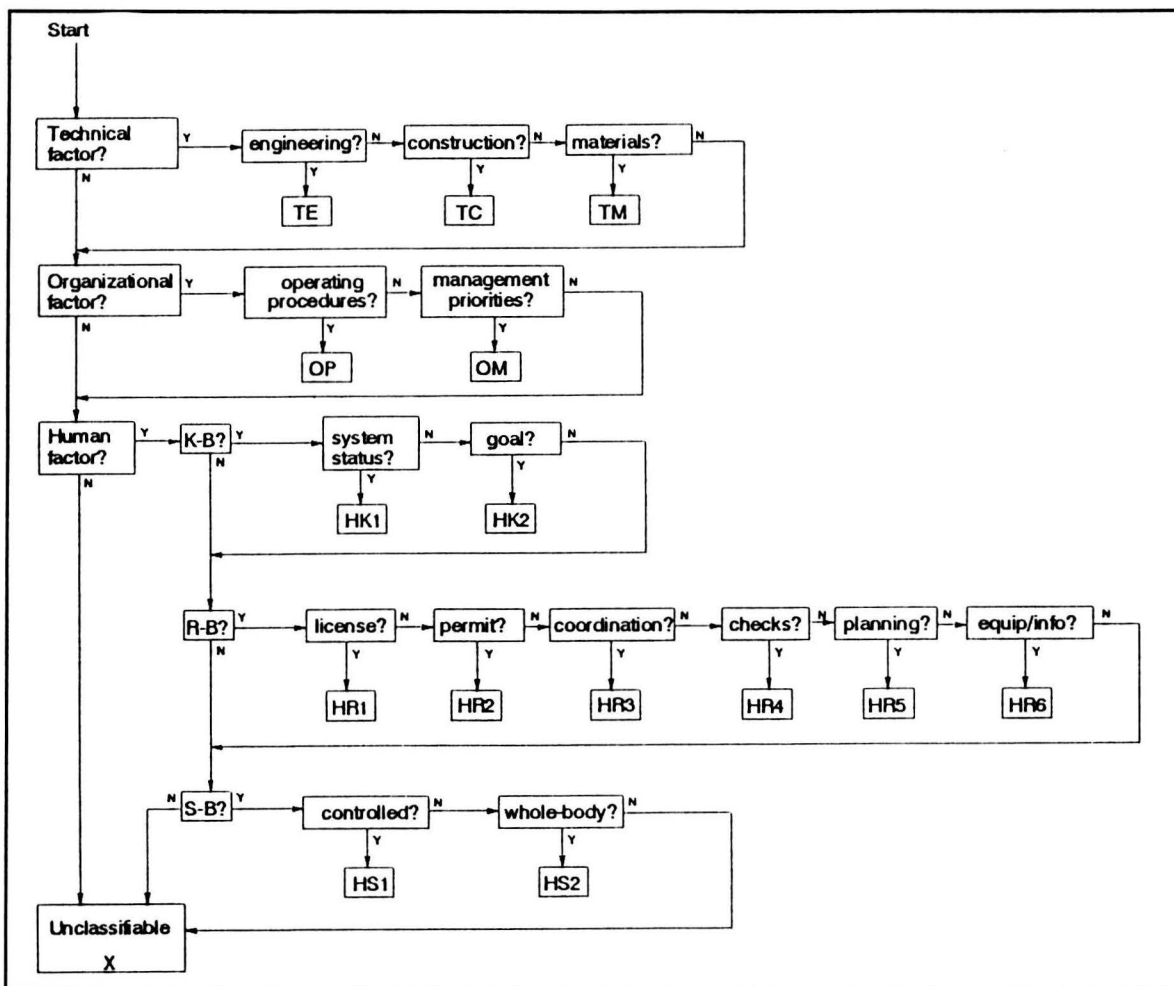 Start
Technical
factor?
Y
engineering?
N
construction?
N
materials?
N
N
Y
Y
Y
TE
TC
TM
Organizational
factor?
Y
operating
procedures?
N
management
priorities?
N
N
Y
Y
OP
OM
Human
factor?
Y
K-B?
Y
system
status?
N
goal?
N
N
N
Y
Y
HK1
HK2
R-B?
Y
license?
N
permit?
N
coordination?
N
checks?
N
planning?
N
equip/info?
N
N
Y
Y
Y
Y
Y
Y
HR1
HR2
HR3
HR4
HR5
HR6
N
S-B?
Y
controlled?
N
whole-body?
N
Y
Y
HS1
HS2
Unclassifiable
X